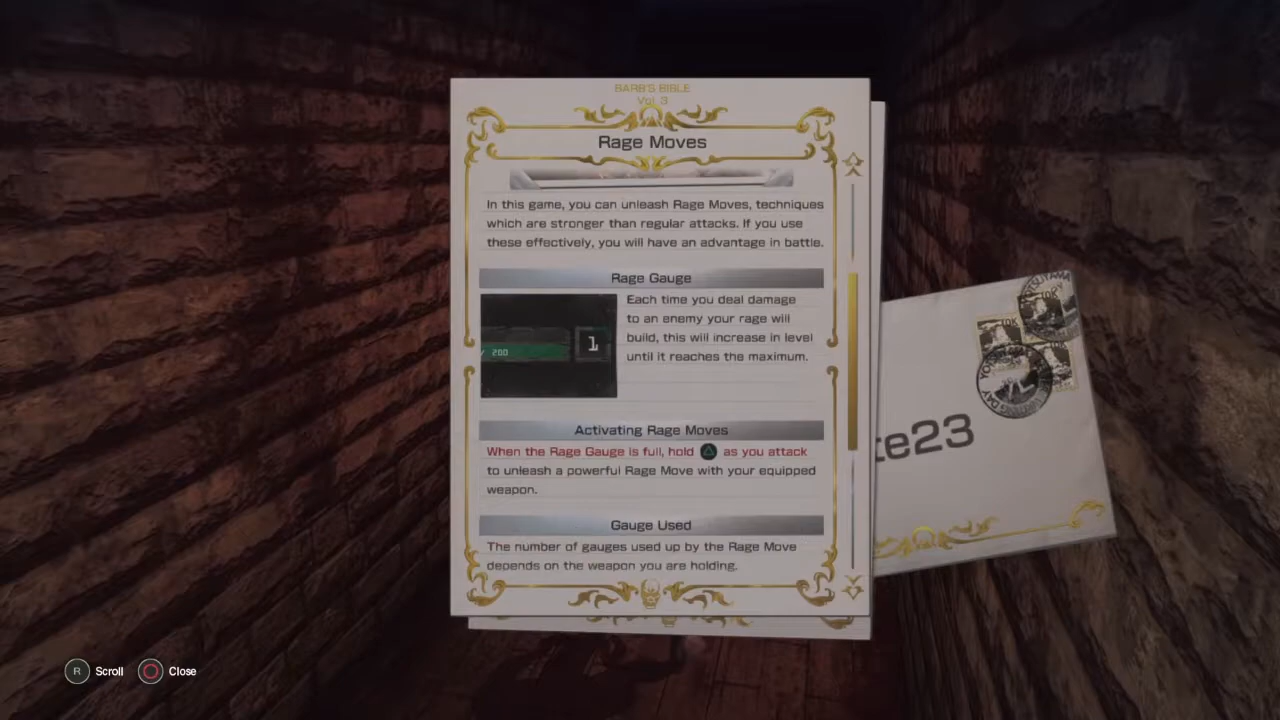 BARB'S BIBLE
Vol. 3
Rage Moves
In this game, you can unleash Rage Moves, techniques
which are stronger than regular attacks. If you use
these effectively, you will have an advantage in battle.
Rage Gauge
/ 200
1
Each time you deal damage
to an enemy your rage will
build, this will increase in level
until it reaches the maximum.
Activating Rage Moves
When the Rage Gauge is full, hold as you attack
to unleash a powerful Rage Move with your equipped
weapon.
Gauge Used
The number of gauges used up by the Rage Move
depends on the weapon you are holding.
te23
R Scroll Close